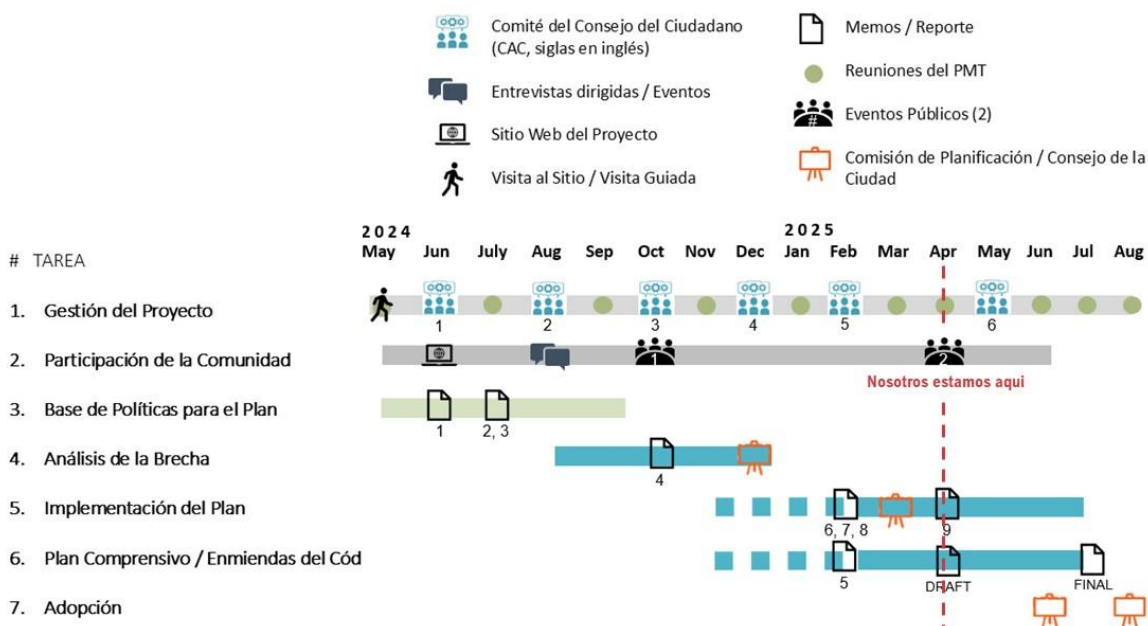 Comité del Consejo del Ciudadano
(CAC, siglas en inglés)
Entrevistas dirigidas / Eventos
Sitio Web del Proyecto
Visita al Sitio / Visita Guiada
Memos / Reporte
Reuniones del PMT
#
Eventos Públicos (2)
Comisión de Planificación / Consejo de la
Ciudad
2024 2025
# TAREA
May Jun July Aug Sep Oct Nov Dec Jan Feb Mar Apr May Jun Jul Aug
1. Gestión del Proyecto
1 2 3 4 5 6
2. Participación de la Comunidad
1 2
Nosotros estamos aqui
3. Base de Políticas para el Plan
1 2, 3
4. Análisis de la Brecha
4
5. Implementación del Plan
6, 7, 8 9
6. Plan Comprensivo / Enmiendas del Cód
5 DRAFT FINAL
7. Adopción